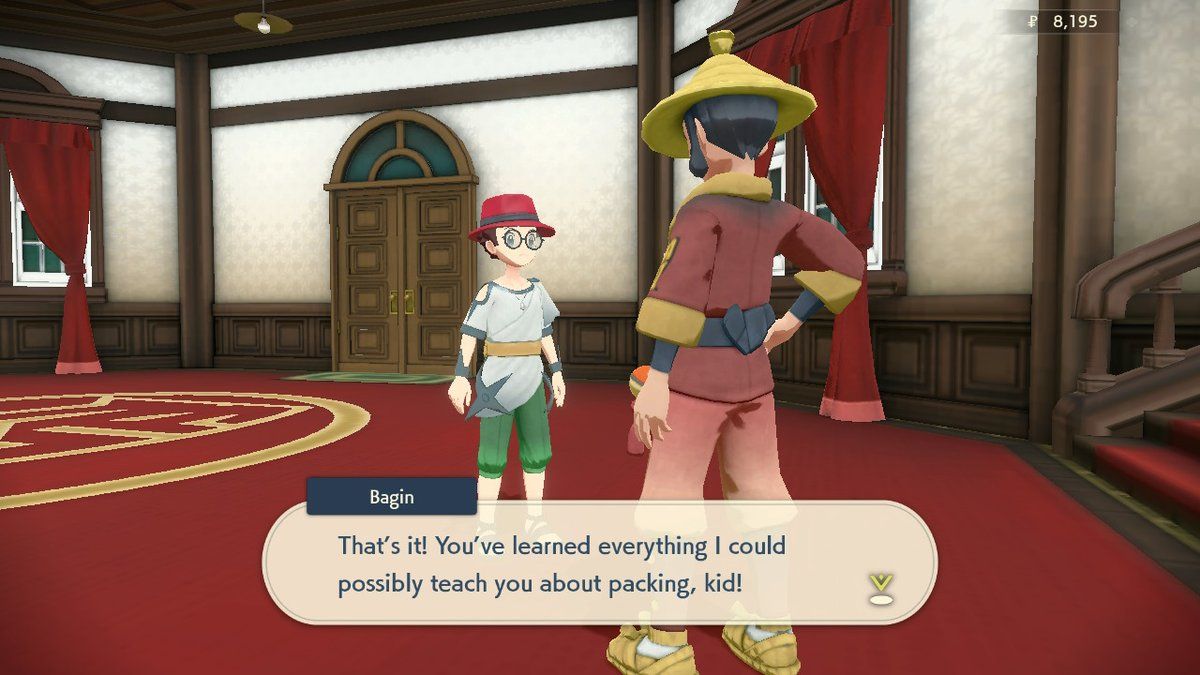 ₽ 8,195
Bagin
That's it! You've learned everything I could
possibly teach you about packing, kid!